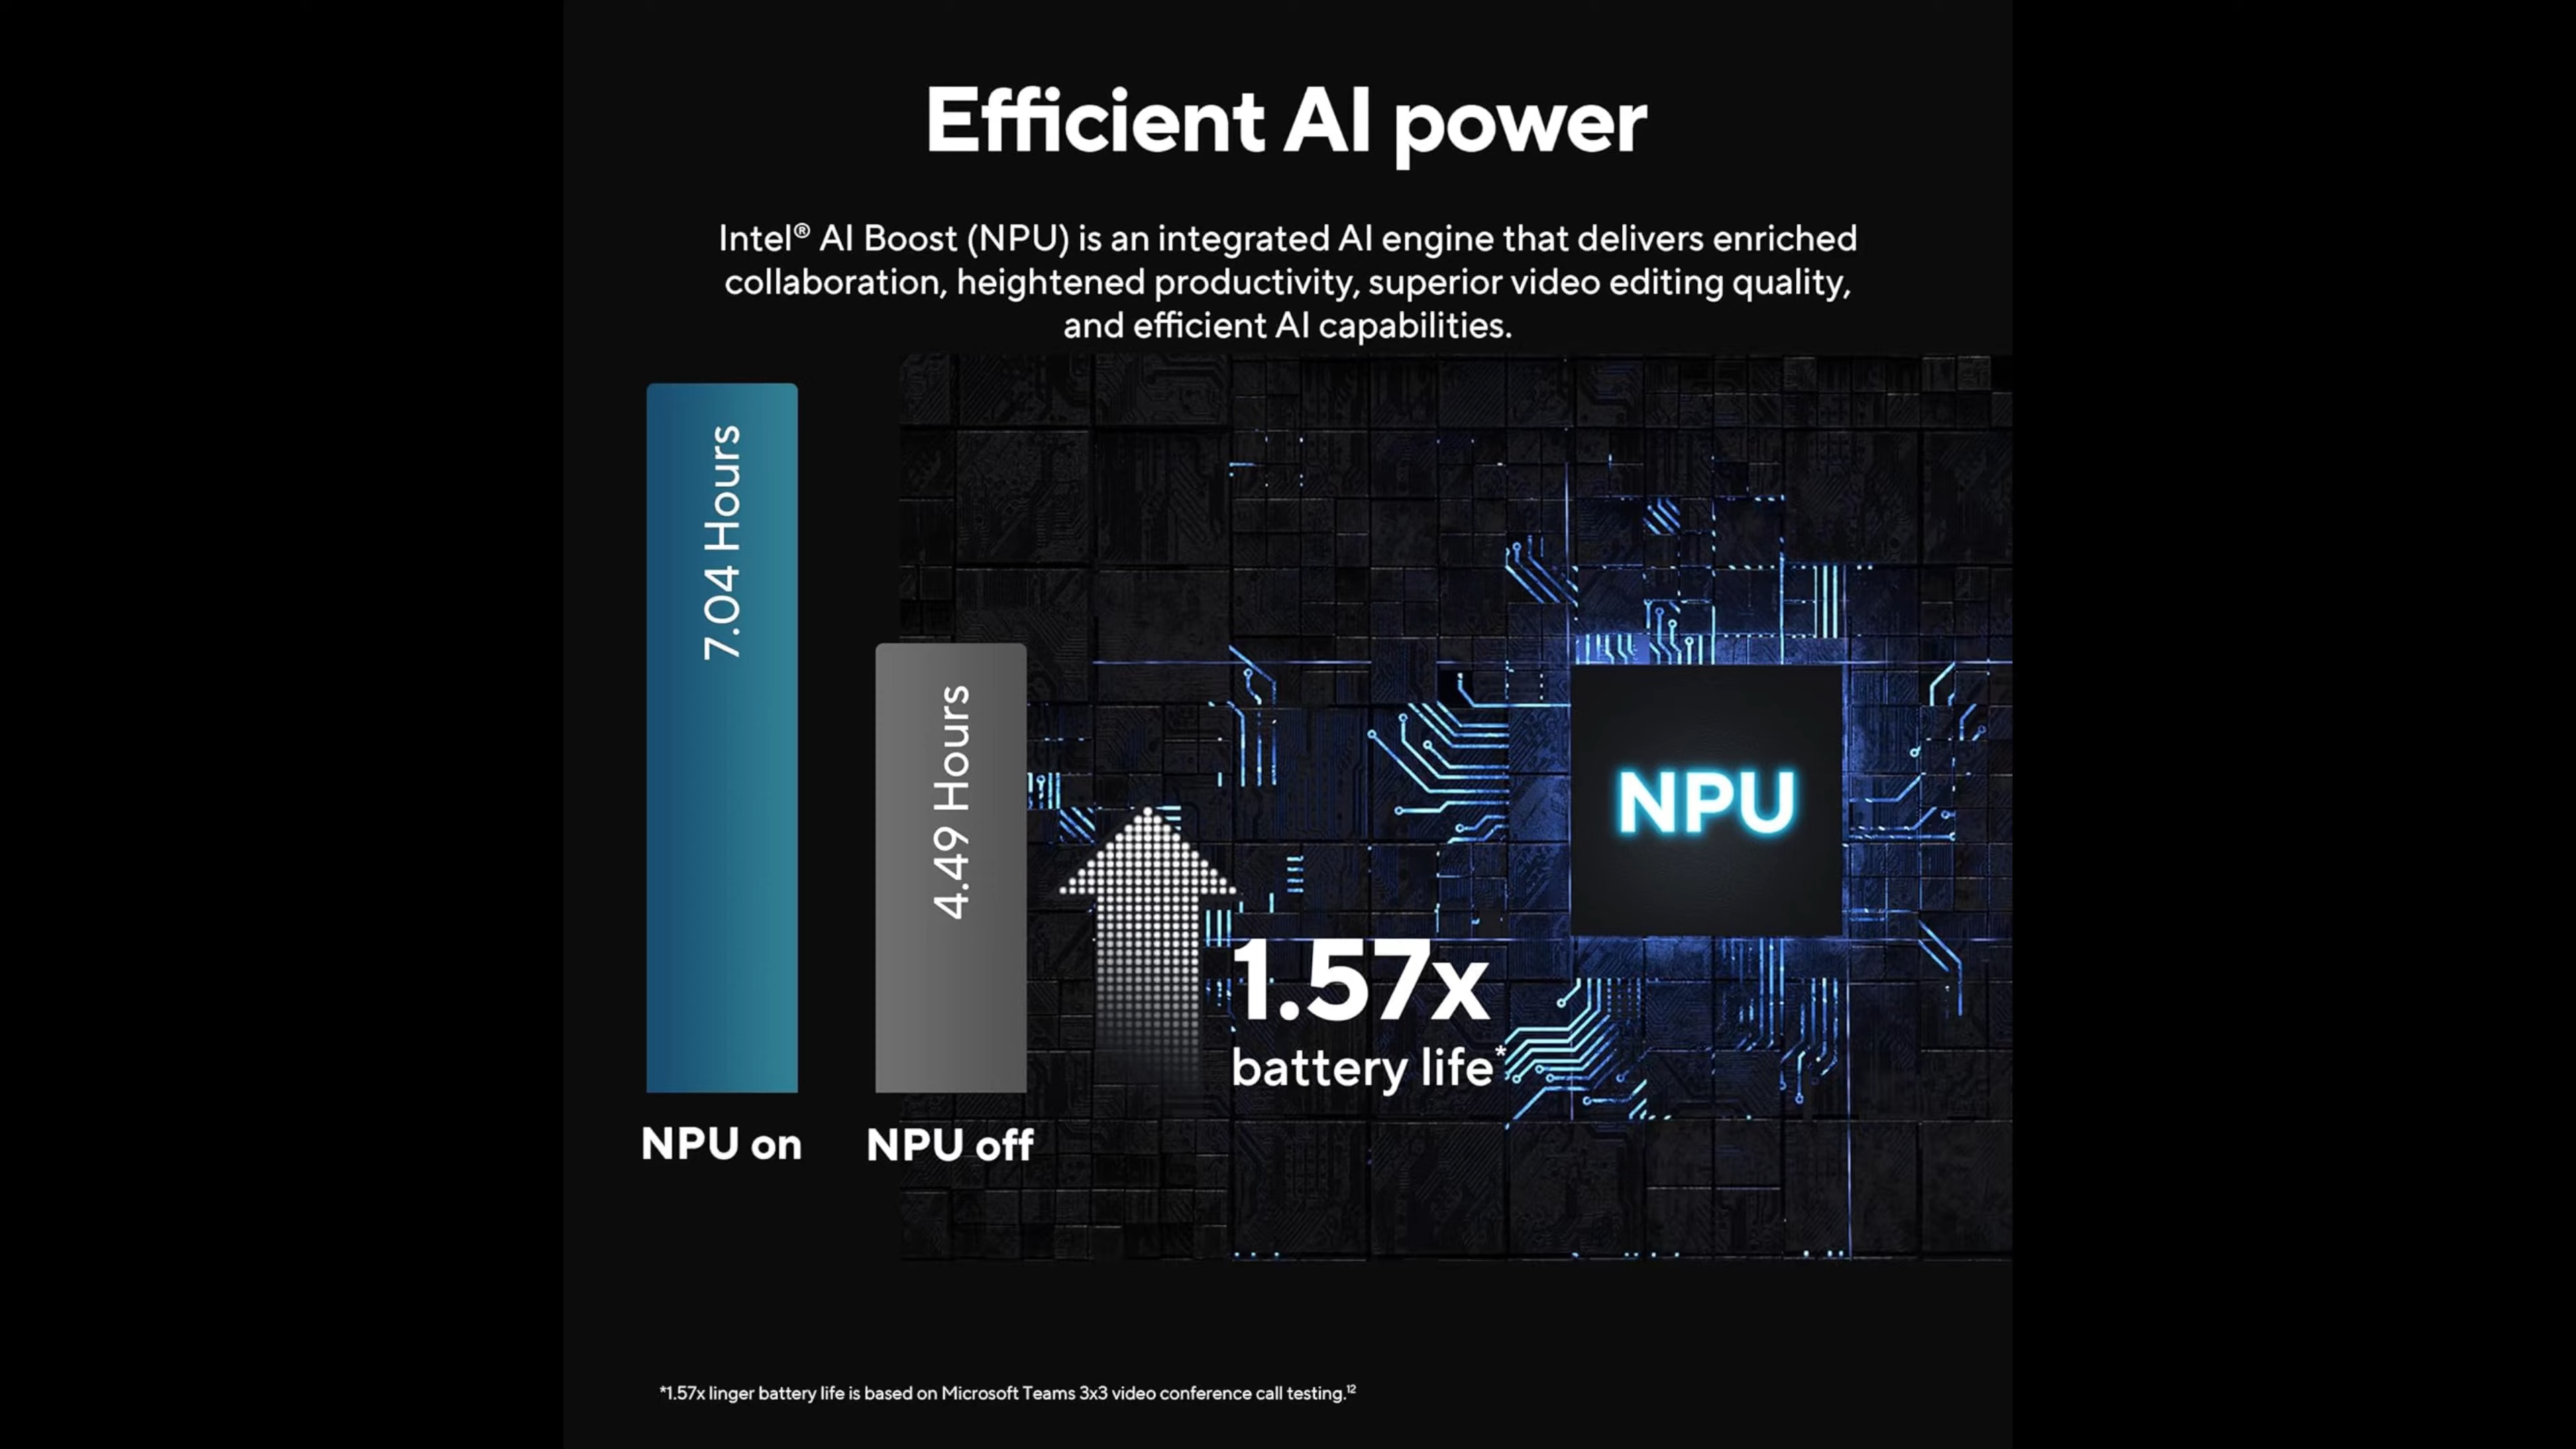 Efficient AI power
Intel® AI Boost (NPU) is an integrated AI engine that delivers enriched
collaboration, heightened productivity, superior video editing quality,
and efficient AI capabilities.
7.04 Hours
4.49 Hours
NPU
1.57x
battery life*
NPU on
NPU off
*1.57x linger battery life is based on Microsoft Teams 3x3 video conference call testing.¹²